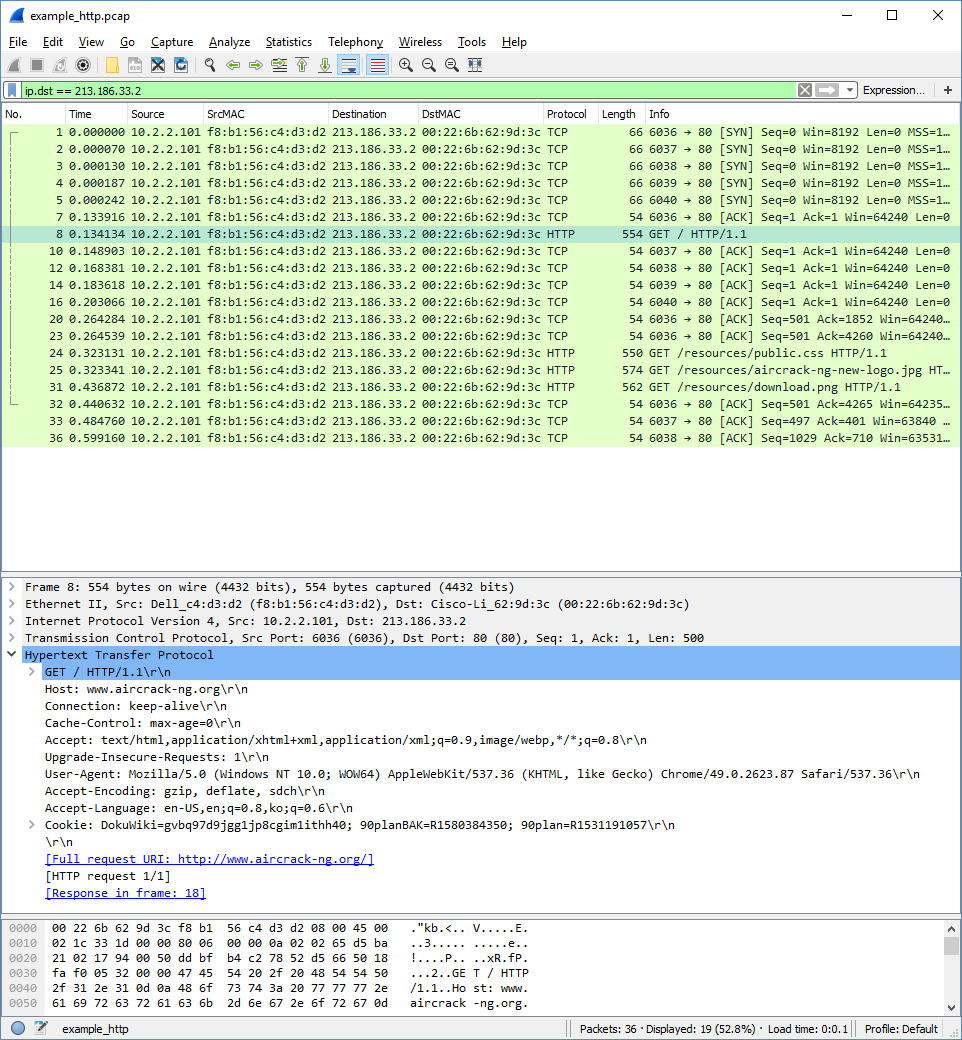 example_http.pcap
File Edit View Go Capture Analyze Statistics Telephony Wireless Tools Help
ip.dst == 213.186.33.2 Expression... +
No. Time Source SrcMAC Destination DstMAC Protocol Length Info
1 0.000000 10.2.2.101 f8:b1:56:c4:d3:d2 213.186.33.2 00:22:6b:62:9d:3c TCP 66 6036 → 80 [SYN] Seq=0 Win=8192 Len=0 MSS=1…
2 0.000070 10.2.2.101 f8:b1:56:c4:d3:d2 213.186.33.2 00:22:6b:62:9d:3c TCP 66 6037 → 80 [SYN] Seq=0 Win=8192 Len=0 MSS=1…
3 0.000130 10.2.2.101 f8:b1:56:c4:d3:d2 213.186.33.2 00:22:6b:62:9d:3c TCP 66 6038 → 80 [SYN] Seq=0 Win=8192 Len=0 MSS=1…
4 0.000187 10.2.2.101 f8:b1:56:c4:d3:d2 213.186.33.2 00:22:6b:62:9d:3c TCP 66 6039 → 80 [SYN] Seq=0 Win=8192 Len=0 MSS=1…
5 0.000242 10.2.2.101 f8:b1:56:c4:d3:d2 213.186.33.2 00:22:6b:62:9d:3c TCP 66 6040 → 80 [SYN] Seq=0 Win=8192 Len=0 MSS=1…
7 0.133916 10.2.2.101 f8:b1:56:c4:d3:d2 213.186.33.2 00:22:6b:62:9d:3c TCP 54 6036 → 80 [ACK] Seq=1 Ack=1 Win=64240 Len=0
8 0.134134 10.2.2.101 f8:b1:56:c4:d3:d2 213.186.33.2 00:22:6b:62:9d:3c HTTP 554 GET / HTTP/1.1
10 0.148903 10.2.2.101 f8:b1:56:c4:d3:d2 213.186.33.2 00:22:6b:62:9d:3c TCP 54 6037 → 80 [ACK] Seq=1 Ack=1 Win=64240 Len=0
12 0.168381 10.2.2.101 f8:b1:56:c4:d3:d2 213.186.33.2 00:22:6b:62:9d:3c TCP 54 6038 → 80 [ACK] Seq=1 Ack=1 Win=64240 Len=0
14 0.183618 10.2.2.101 f8:b1:56:c4:d3:d2 213.186.33.2 00:22:6b:62:9d:3c TCP 54 6039 → 80 [ACK] Seq=1 Ack=1 Win=64240 Len=0
16 0.203066 10.2.2.101 f8:b1:56:c4:d3:d2 213.186.33.2 00:22:6b:62:9d:3c TCP 54 6040 → 80 [ACK] Seq=1 Ack=1 Win=64240 Len=0
20 0.264284 10.2.2.101 f8:b1:56:c4:d3:d2 213.186.33.2 00:22:6b:62:9d:3c TCP 54 6036 → 80 [ACK] Seq=501 Ack=1852 Win=64240…
23 0.264539 10.2.2.101 f8:b1:56:c4:d3:d2 213.186.33.2 00:22:6b:62:9d:3c TCP 54 6036 → 80 [ACK] Seq=501 Ack=4260 Win=64240…
24 0.323131 10.2.2.101 f8:b1:56:c4:d3:d2 213.186.33.2 00:22:6b:62:9d:3c HTTP 550 GET /resources/public.css HTTP/1.1
25 0.323341 10.2.2.101 f8:b1:56:c4:d3:d2 213.186.33.2 00:22:6b:62:9d:3c HTTP 574 GET /resources/aircrack-ng-new-logo.jpg HT…
31 0.436872 10.2.2.101 f8:b1:56:c4:d3:d2 213.186.33.2 00:22:6b:62:9d:3c HTTP 562 GET /resources/download.png HTTP/1.1
32 0.440632 10.2.2.101 f8:b1:56:c4:d3:d2 213.186.33.2 00:22:6b:62:9d:3c TCP 54 6036 → 80 [ACK] Seq=501 Ack=4265 Win=64235…
33 0.484760 10.2.2.101 f8:b1:56:c4:d3:d2 213.186.33.2 00:22:6b:62:9d:3c TCP 54 6037 → 80 [ACK] Seq=497 Ack=401 Win=63840 …
36 0.599160 10.2.2.101 f8:b1:56:c4:d3:d2 213.186.33.2 00:22:6b:62:9d:3c TCP 54 6038 → 80 [ACK] Seq=1029 Ack=710 Win=63531…
Frame 8: 554 bytes on wire (4432 bits), 554 bytes captured (4432 bits)
Ethernet II, Src: Dell_c4:d3:d2 (f8:b1:56:c4:d3:d2), Dst: Cisco-Li_62:9d:3c (00:22:6b:62:9d:3c)
Internet Protocol Version 4, Src: 10.2.2.101, Dst: 213.186.33.2
Transmission Control Protocol, Src Port: 6036 (6036), Dst Port: 80 (80), Seq: 1, Ack: 1, Len: 500
Hypertext Transfer Protocol
GET / HTTP/1.1\r\n
Host: www.aircrack-ng.org\r\n
Connection: keep-alive\r\n
Cache-Control: max-age=0\r\n
Accept: text/html,application/xhtml+xml,application/xml;q=0.9,image/webp,*/*;q=0.8\r\n
Upgrade-Insecure-Requests: 1\r\n
User-Agent: Mozilla/5.0 (Windows NT 10.0; WOW64) AppleWebKit/537.36 (KHTML, like Gecko) Chrome/49.0.2623.87 Safari/537.36\r\n
Accept-Encoding: gzip, deflate, sdch\r\n
Accept-Language: en-US,en;q=0.8,ko;q=0.6\r\n
Cookie: DokuWiki=gvbq97d9jgg1jp8cgim1ithh40; 90planBAK=R1580384350; 90plan=R1531191057\r\n
\r\n
[Full request URI: http://www.aircrack-ng.org/]
[HTTP request 1/1]
[Response in frame: 18]
0000 00 22 6b 62 9d 3c f8 b1 56 c4 d3 d2 08 00 45 00 ."kb.<.. V.....E.
0010 02 1c 33 1d 00 00 80 06 00 00 0a 02 02 65 d5 ba ..3..... .....e..
0020 21 02 17 94 00 50 dd bf b4 c2 78 52 d5 66 50 18 !....P.. ..xR.fP.
0030 fa f0 05 32 00 00 47 45 54 20 2f 20 48 54 54 50 ...2..GE T / HTTP
0040 2f 31 2e 31 0d 0a 48 6f 73 74 3a 20 77 77 77 2e /1.1..Ho st: www.
0050 61 69 72 63 72 61 63 6b 2d 6e 67 2e 6f 72 67 0d aircrack -ng.org.
example_http Packets: 36 · Displayed: 19 (52.8%) · Load time: 0:0.1 Profile: Default